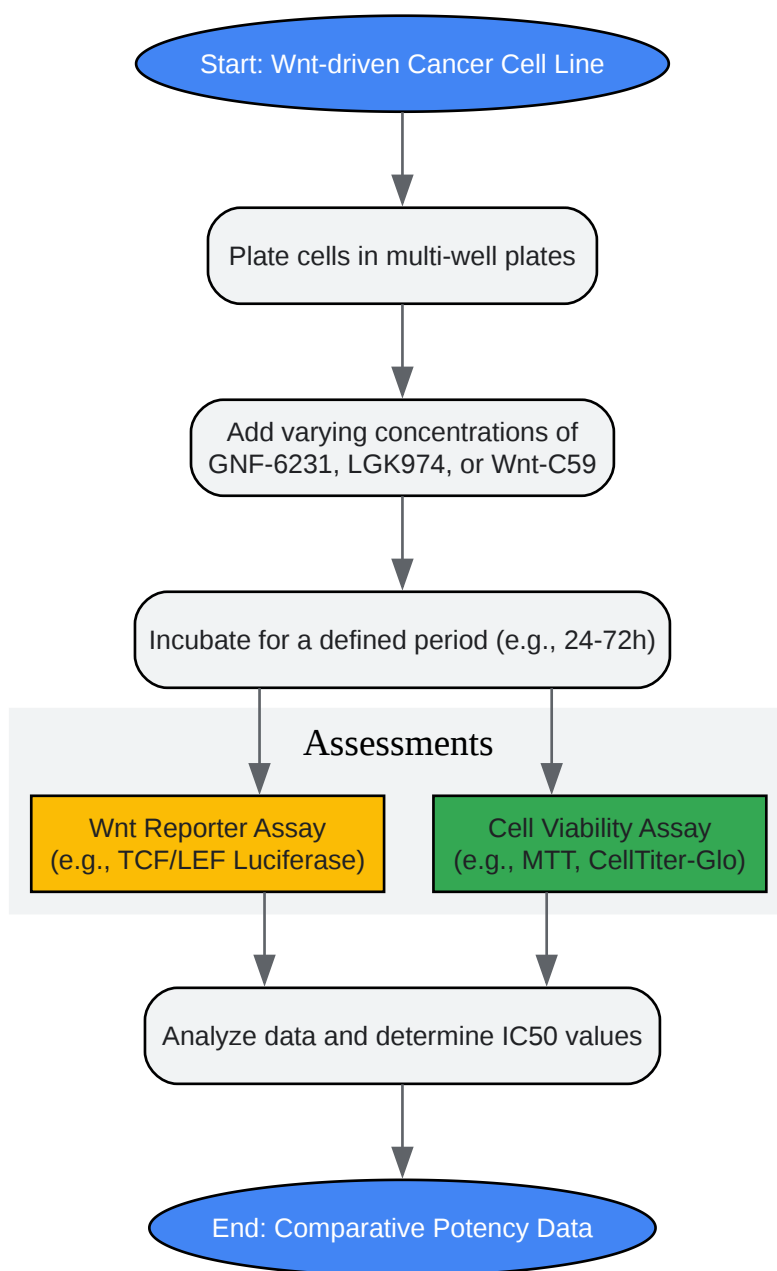 Start: Wnt-driven Cancer Cell Line
Plate cells in multi-well plates
Add varying concentrations of
GNF-6231, LGK974, or Wnt-C59
Incubate for a defined period (e.g., 24-72h)
Assessments
Wnt Reporter Assay
(e.g., TCF/LEF Luciferase)
Cell Viability Assay
(e.g., MTT, CellTiter-Glo)
Analyze data and determine IC50 values
End: Comparative Potency Data